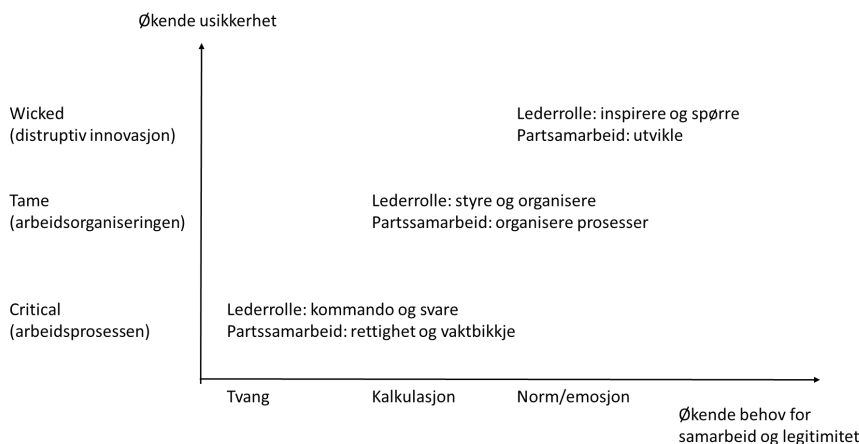 Økende usikkerhet
Wicked
(distruptiv innovasjon)
Lederrolle: inspirere og spørre
Partsamarbeid: utvikle
Tame
(arbeidsorganiseringen)
Lederrolle: styre og organisere
Partssamarbeid: organisere prosesser
Critical
(arbeidsprosessen)
Lederrolle: kommando og svare
Partssamarbeid: rettighet og vaktbikkje
Tvang
Kalkulasjon
Norm/emosjon
Økende behov for
samarbeid og legitimitet